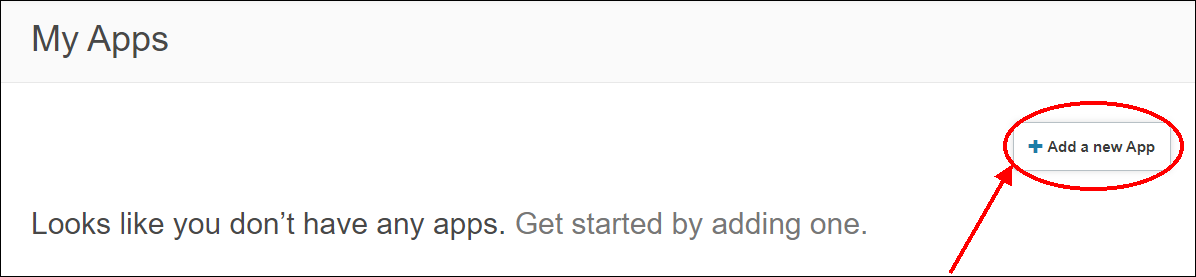 My Apps
Add a new App
Looks like you don’t have any apps. Get started by adding one.